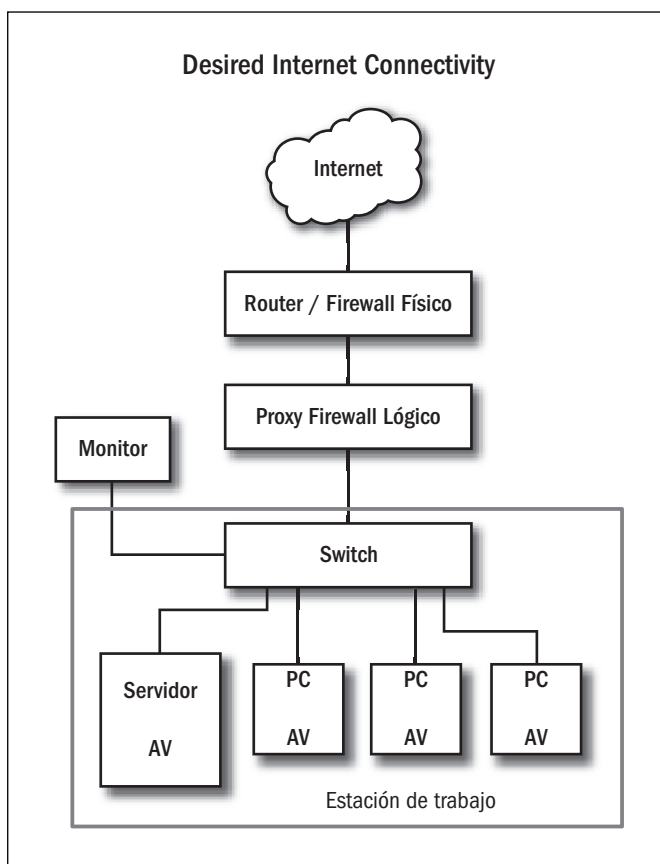 Desired Internet Connectivity
Internet
Router / Firewall Físico
Proxy Firewall Lógico
Monitor
Switch
Servidor
AV
PC
AV
PC
AV
PC
AV
Estación de trabajo